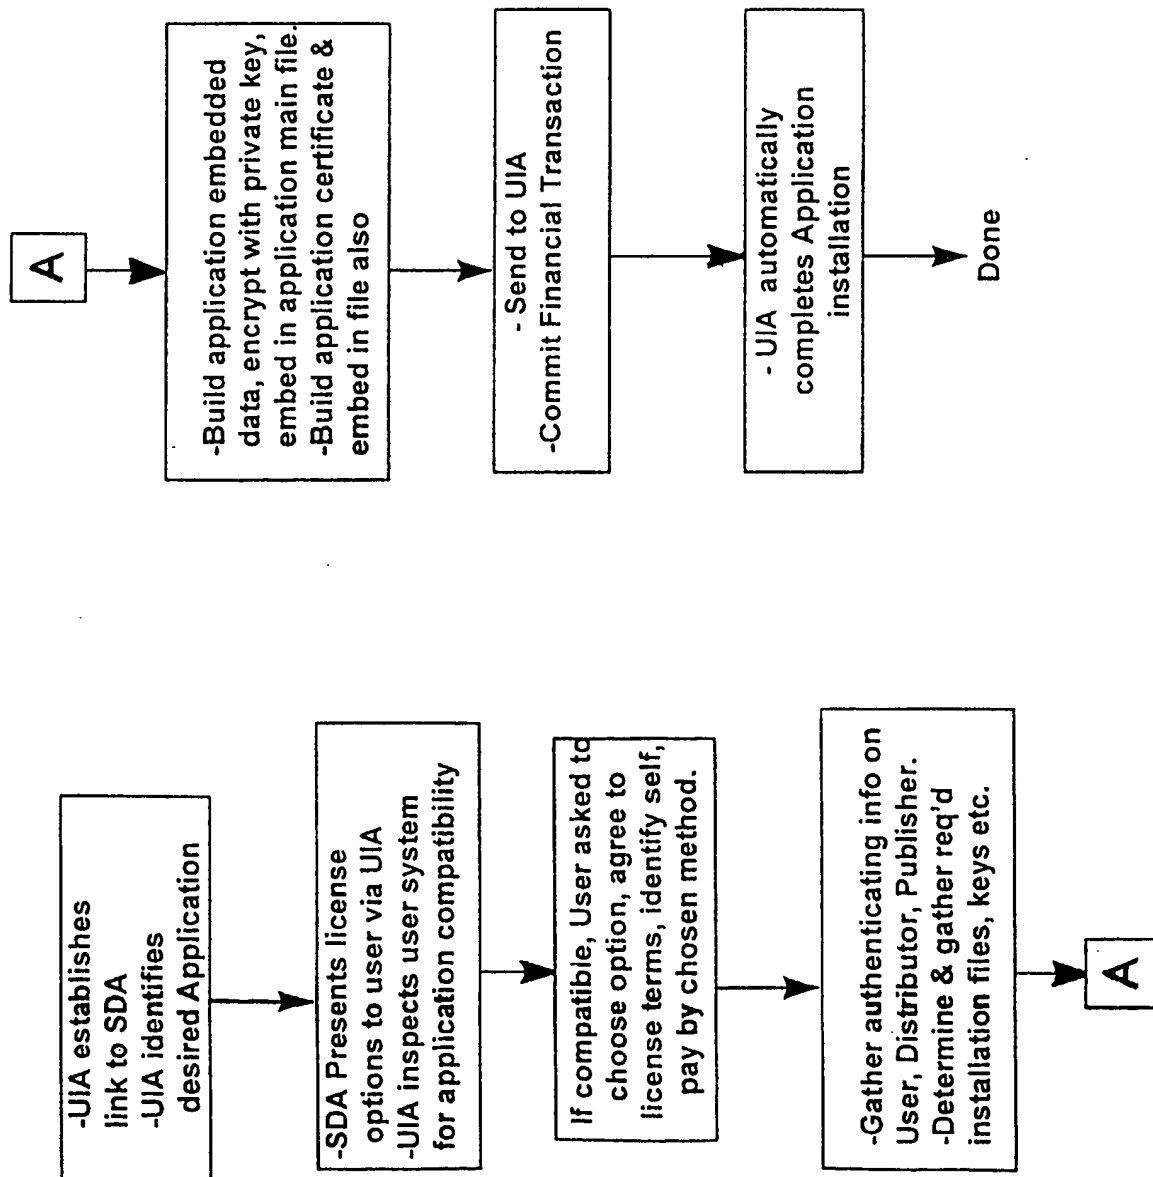 -UIA establishes
link to SDA
-UIA identifies
desired Application
-SDA Presents license
options to user via UIA
-UIA inspects user system
for application compatibility
If compatible, User asked to
choose option, agree to
license terms, identify self,
pay by chosen method.
-Gather authenticating info on
User, Distributor, Publisher.
-Determine & gather req'd
installation files, keys etc.
A
A
-Build application embedded
data, encrypt with private key,
embed in application main file.
-Build application certificate &
embed in file also
- Send to UIA
-Commit Financial Transaction
- UIA automatically
completes Application
installation
Done